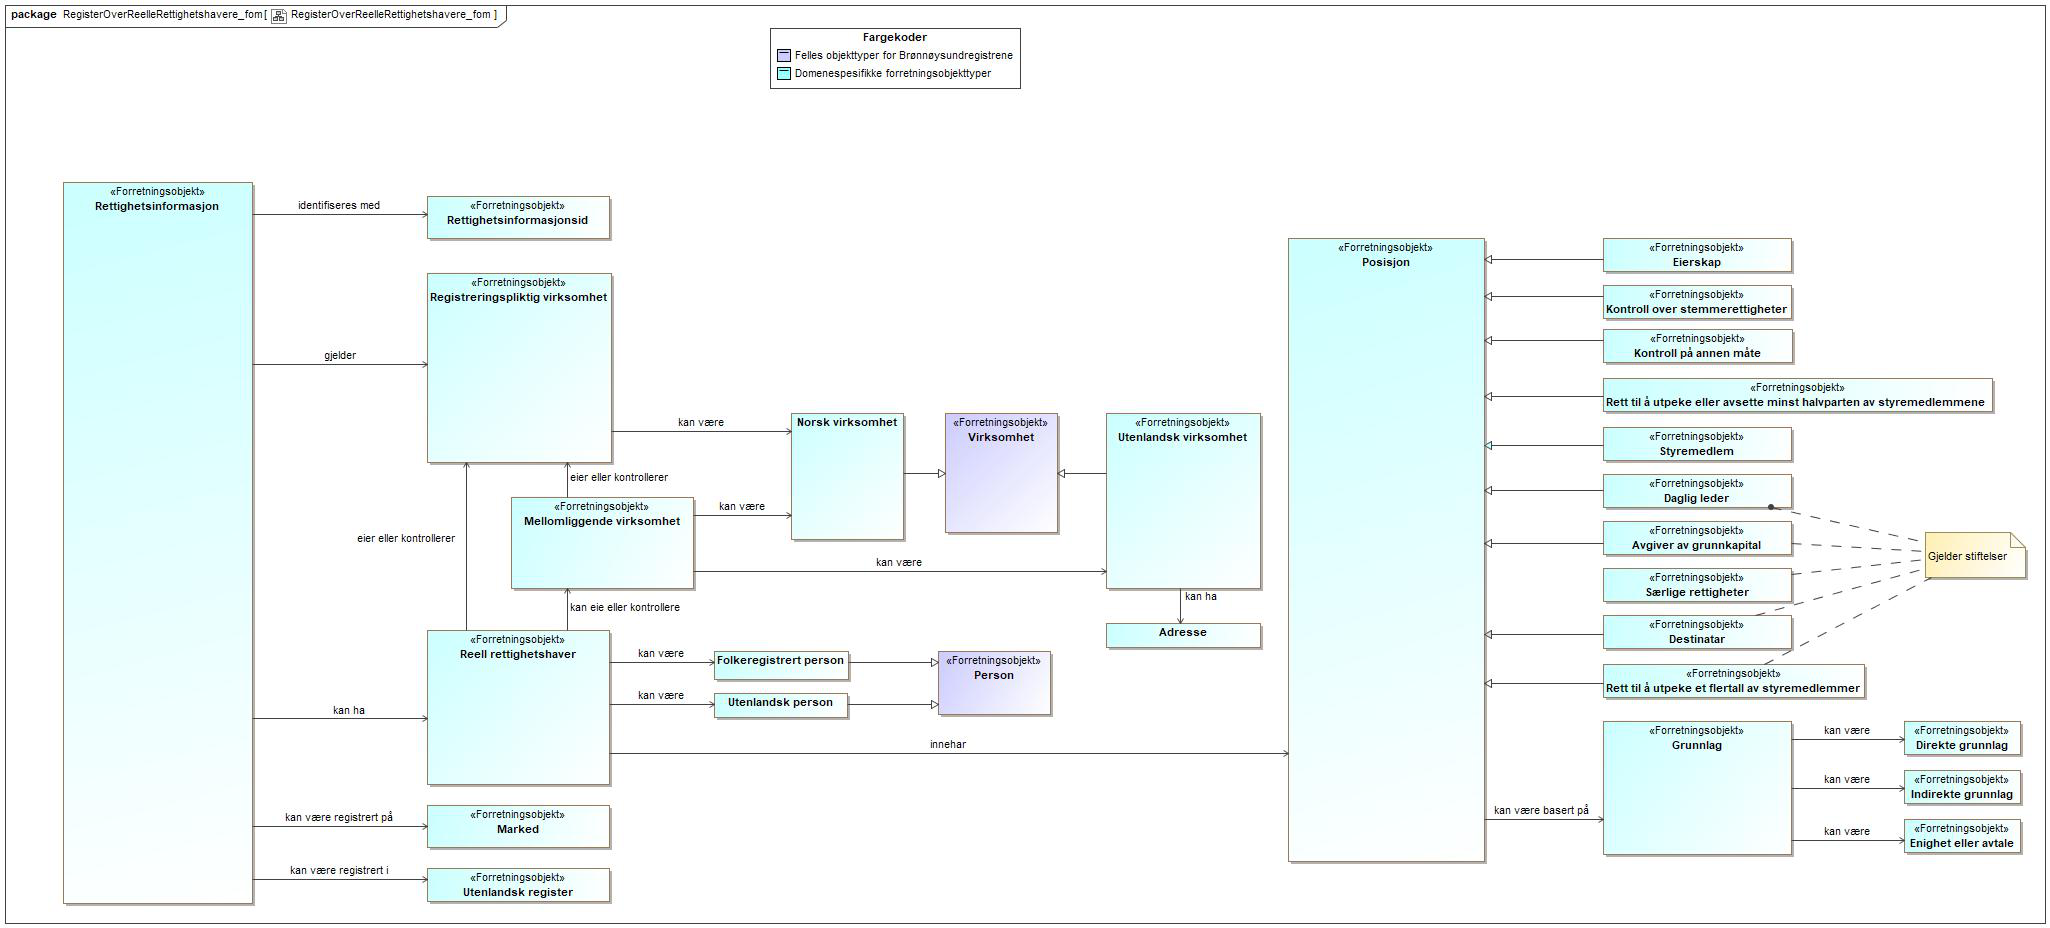 package RegisterOverReelleRettighetshavere_fom[ RegisterOverReelleRettighetshavere_fom ]
Fargekoder
Felles objekttyper for Brønnøysundregistrene
Domenespesifikke forretningsobjekttyper
«Forretningsobjekt»
Rettighetsinformasjon
identifiseres med
«Forretningsobjekt»
Rettighetsinformasjonsid
gjelder
«Forretningsobjekt»
Registreringspliktig virksomhet
kan være
Norsk virksomhet
«Forretningsobjekt»
Virksomhet
«Forretningsobjekt»
Utenlandsk virksomhet
eier eller kontrollerer
eier eller kontrollerer
«Forretningsobjekt»
Mellomliggende virksomhet
kan være
kan være
kan ha
Adresse
kan eie eller kontrollere
kan ha
«Forretningsobjekt»
Reell rettighetshaver
kan være
Folkeregistrert person
kan være
Utenlandsk person
«Forretningsobjekt»
Person
innehar
kan være registrert på
«Forretningsobjekt»
Marked
kan være registrert i
«Forretningsobjekt»
Utenlandsk register
«Forretningsobjekt»
Posisjon
«Forretningsobjekt»
Eierskap
«Forretningsobjekt»
Kontroll over stemmerettigheter
«Forretningsobjekt»
Kontroll på annen måte
«Forretningsobjekt»
Rett til å utpeke eller avsette minst halvparten av styremedlemmene
«Forretningsobjekt»
Styremedlem
«Forretningsobjekt»
Daglig leder
«Forretningsobjekt»
Avgiver av grunnkapital
«Forretningsobjekt»
Særlige rettigheter
«Forretningsobjekt»
Destinatar
«Forretningsobjekt»
Rett til å utpeke et flertall av styremedlemmer
Gjelder stiftelser
kan være basert på
«Forretningsobjekt»
Grunnlag
kan være
«Forretningsobjekt»
Direkte grunnlag
kan være
«Forretningsobjekt»
Indirekte grunnlag
kan være
«Forretningsobjekt»
Enighet eller avtale